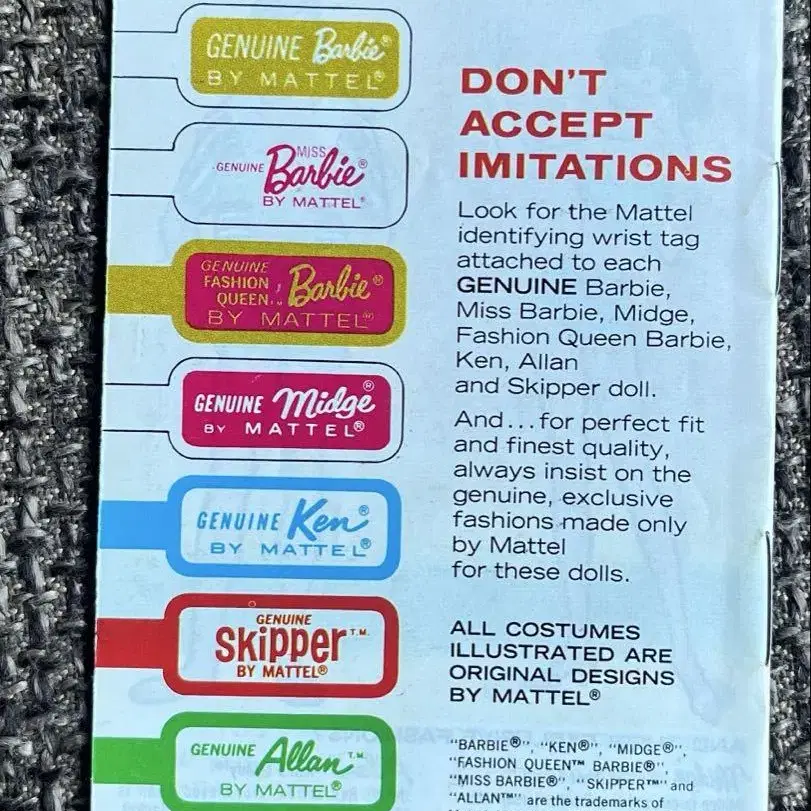 GENUINE Barbie®
BY MATTEL®
MISS
GENUINE Barbie®
BY MATTEL®
GENUINE
FASHION
QUEEN™ Barbie®
BY MATTEL®
GENUINE Midge®
BY MATTEL®
GENUINE Ken®
BY MATTEL®
GENUINE
Skipper T.M.
BY MATTEL®
GENUINE Allan T.M.
BY MATTEL®
DON'T
ACCEPT
IMITATIONS
Look for the Mattel
identifying wrist tag
attached to each
GENUINE Barbie,
Miss Barbie, Midge,
Fashion Queen Barbie,
Ken, Allan
and Skipper doll.
And...for perfect fit
and finest quality,
always insist on the
genuine, exclusive
fashions made only
by Mattel
for these dolls.
ALL COSTUMES
ILLUSTRATED ARE
ORIGINAL DESIGNS
BY MATTEL®
"BARBIE®", "KEN®", "MIDGE®",
"FASHION QUEEN™ BARBIE®",
"MISS BARBIE®", "SKIPPER™" and
"ALLAN™" are the trademarks of